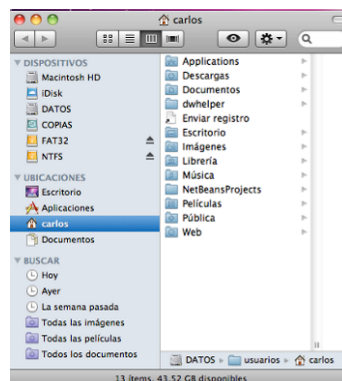 carlos
DISPOSITIVOS
Macintosh HD
iDisk
DATOS
COPIAS
FAT32
NTFS
UBICACIONES
Escritorio
Aplicaciones
carlos
Documentos
BUSCAR
Hoy
Ayer
La semana pasada
Todas las imágenes
Todas las películas
Todos los documentos
Applications
Descargas
Documentos
dwhelper
Enviar registro
Escritorio
Imágenes
Librería
Música
NetBeansProjects
Películas
Pública
Web
DATOS usuarios carlos
13 ítems, 43,52 GB disponibles